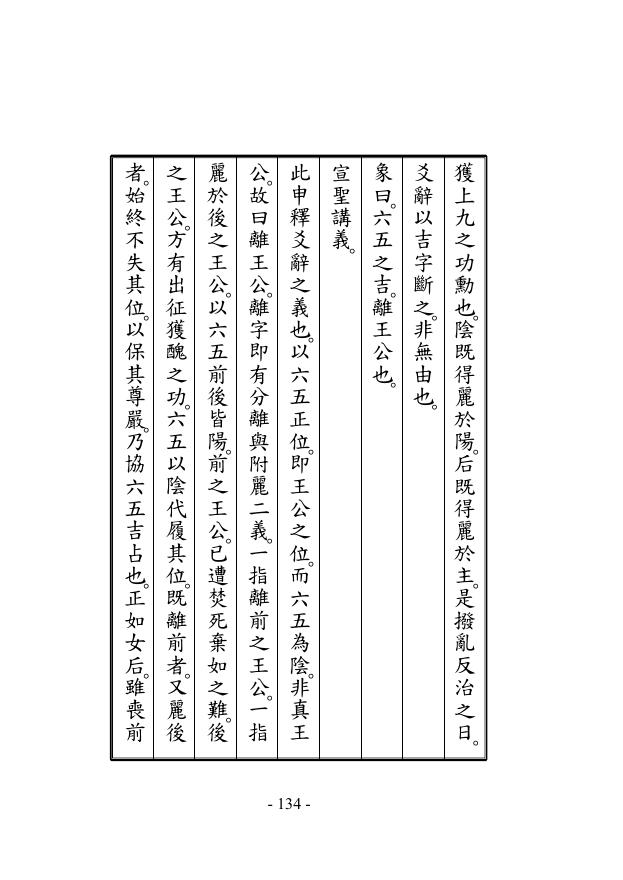 獲上九之功勳也。陰既得麗於陽。后既得麗於主。是撥亂反治之日。
爻辭以吉字斷之。非無由也。
象曰。六五之吉。離王公也。
宣聖講義。
此申釋爻辭之義也。以六五正位。即王公之位。而六五為陰。非真王
公。故曰離王公。離字即有分離與附麗二義。一指離前之王公。一指
麗於後之王公。以六五前後皆陽。前之王公。已遭焚死棄如之難。後
之王公。方有出征獲醜之功。六五以陰代履其位。既離前者。又麗後
者。始終不失其位。以保其尊嚴。乃協六五吉占也。正如女后。雖喪前
- 134 -